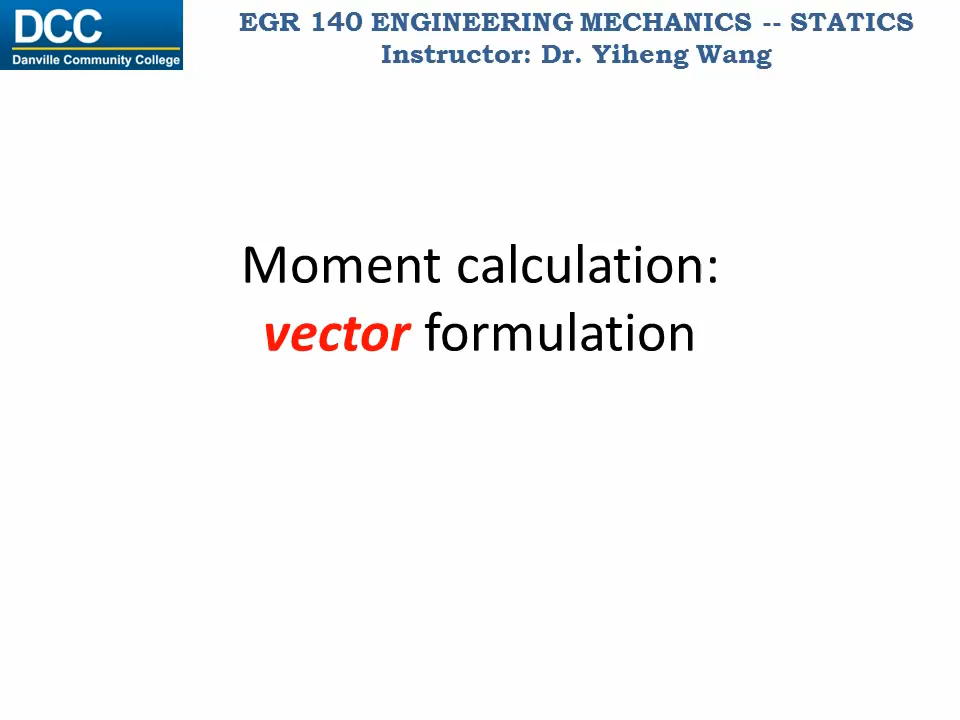 DCC
Danville Community College
EGR 140 ENGINEERING MECHANICS -- STATICS
Instructor: Dr. Yiheng Wang
Moment calculation:
vector formulation